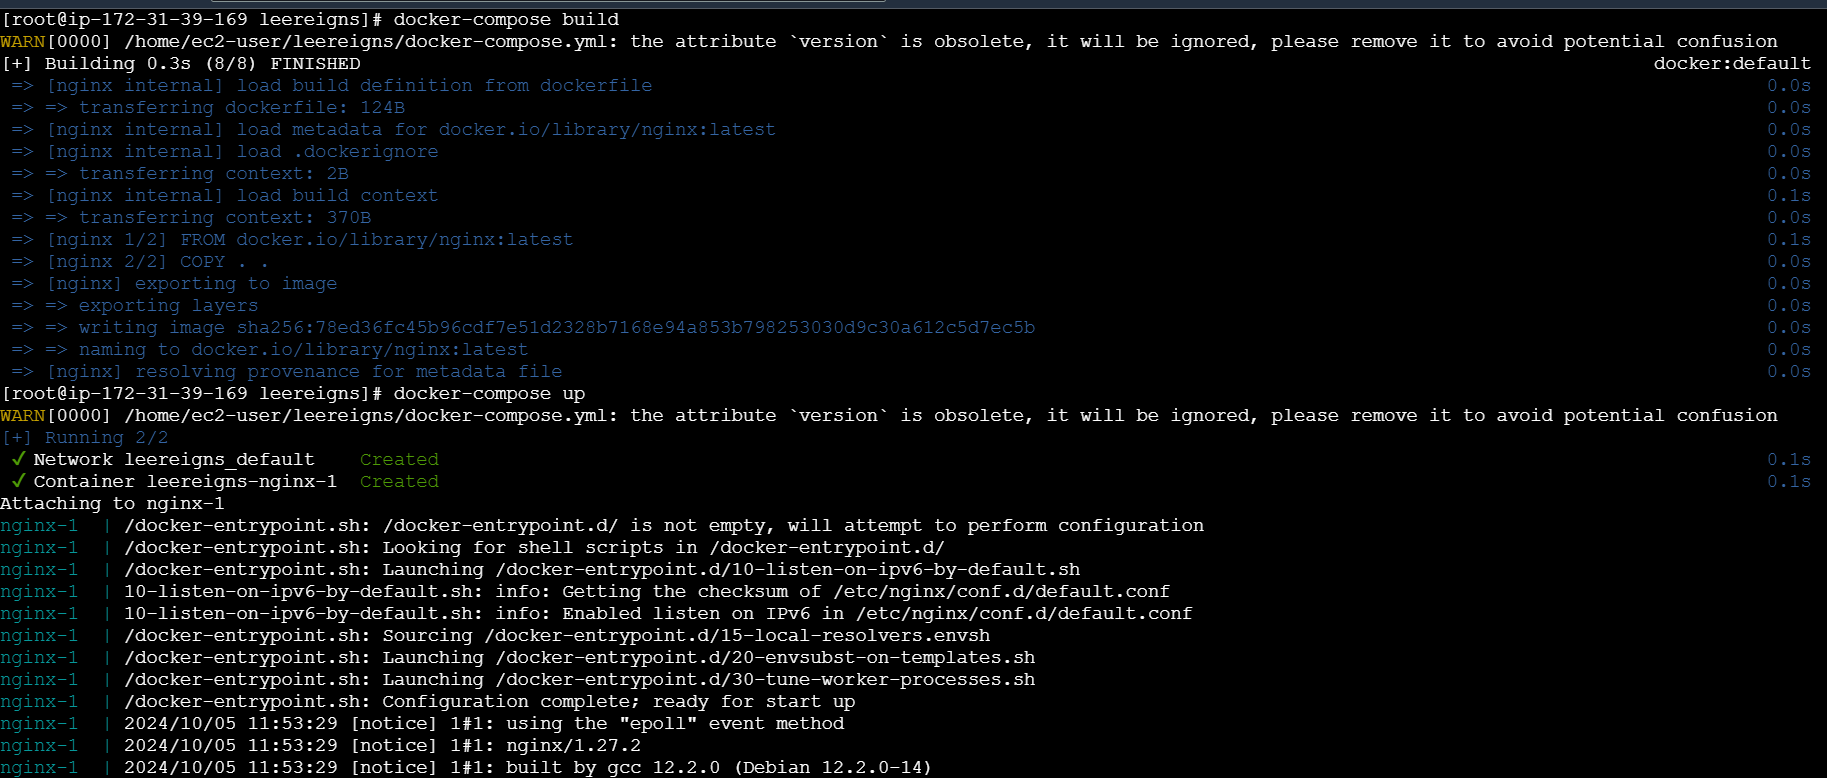 [root@ip-172-31-39-169 leereigns]# docker-compose build
WARN[0000] /home/ec2-user/leereigns/docker-compose.yml: the attribute `version` is obsolete, it will be ignored, please remove it to avoid potential confusion
[+] Building 0.3s (8/8) FINISHED docker:default
=> [nginx internal] load build definition from dockerfile 0.0s
=> => transferring dockerfile: 124B 0.0s
=> [nginx internal] load metadata for docker.io/library/nginx:latest 0.0s
=> [nginx internal] load .dockerignore 0.0s
=> => transferring context: 2B 0.0s
=> [nginx internal] load build context 0.1s
=> => transferring context: 370B 0.0s
=> [nginx 1/2] FROM docker.io/library/nginx:latest 0.1s
=> [nginx 2/2] COPY . . 0.0s
=> [nginx] exporting to image 0.0s
=> => exporting layers 0.0s
=> => writing image sha256:78ed36fc45b96cdf7e51d2328b7168e94a853b798253030d9c30a612c5d7ec5b 0.0s
=> => naming to docker.io/library/nginx:latest 0.0s
=> [nginx] resolving provenance for metadata file 0.0s
[root@ip-172-31-39-169 leereigns]# docker-compose up
WARN[0000] /home/ec2-user/leereigns/docker-compose.yml: the attribute `version` is obsolete, it will be ignored, please remove it to avoid potential confusion
[+] Running 2/2
✓ Network leereigns_default Created 0.1s
✓ Container leereigns-nginx-1 Created 0.1s
Attaching to nginx-1
nginx-1 | /docker-entrypoint.sh: /docker-entrypoint.d/ is not empty, will attempt to perform configuration
nginx-1 | /docker-entrypoint.sh: Looking for shell scripts in /docker-entrypoint.d/
nginx-1 | /docker-entrypoint.sh: Launching /docker-entrypoint.d/10-listen-on-ipv6-by-default.sh
nginx-1 | 10-listen-on-ipv6-by-default.sh: info: Getting the checksum of /etc/nginx/conf.d/default.conf
nginx-1 | 10-listen-on-ipv6-by-default.sh: info: Enabled listen on IPv6 in /etc/nginx/conf.d/default.conf
nginx-1 | /docker-entrypoint.sh: Sourcing /docker-entrypoint.d/15-local-resolvers.envsh
nginx-1 | /docker-entrypoint.sh: Launching /docker-entrypoint.d/20-envsubst-on-templates.sh
nginx-1 | /docker-entrypoint.sh: Launching /docker-entrypoint.d/30-tune-worker-processes.sh
nginx-1 | /docker-entrypoint.sh: Configuration complete; ready for start up
nginx-1 | 2024/10/05 11:53:29 [notice] 1#1: using the "epoll" event method
nginx-1 | 2024/10/05 11:53:29 [notice] 1#1: nginx/1.27.2
nginx-1 | 2024/10/05 11:53:29 [notice] 1#1: built by gcc 12.2.0 (Debian 12.2.0-14)